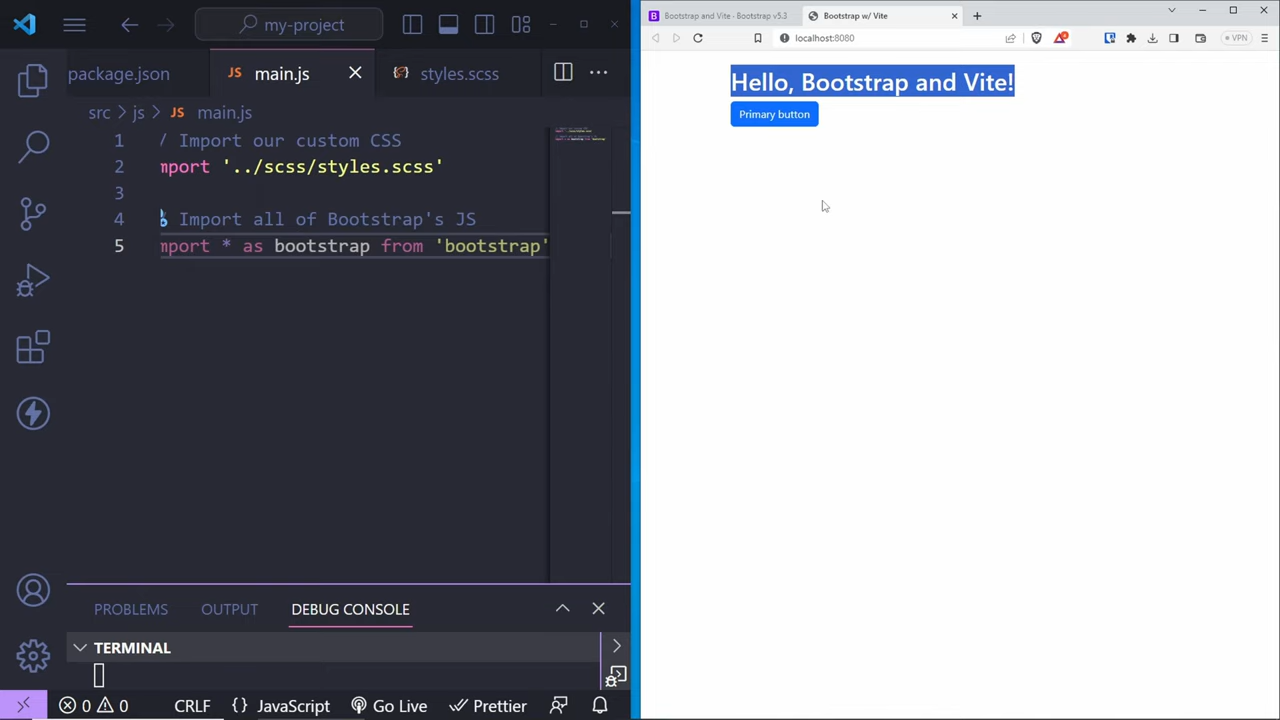 my-project
package.json
JS main.js
styles.scss
src > js > JS main.js
1 / Import our custom CSS
2 mport '../scss/styles.scss'
3
4 Import all of Bootstrap's JS
5 mport * as bootstrap from 'bootstrap'
PROBLEMS OUTPUT DEBUG CONSOLE
TERMINAL
0 0 CRLF {} JavaScript Go Live Prettier
B Bootstrap and Vite - Bootstrap v5.3
Bootstrap w/ Vite
localhost:8080
VPN
Hello, Bootstrap and Vite!
Primary button